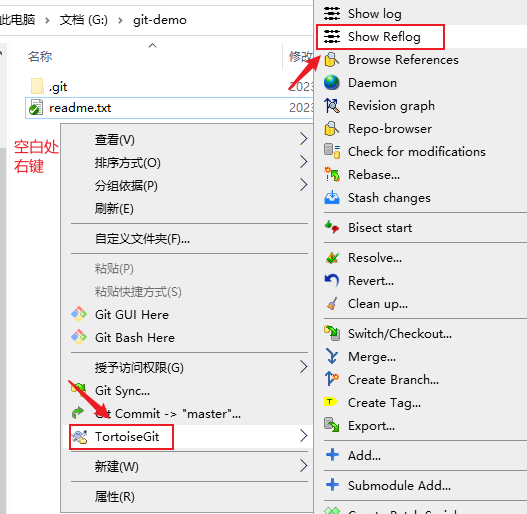 此电脑 › 文档 (G:) › git-demo
名称
修改
.git
2023
readme.txt
2023
空白处
右键
查看(V)
排序方式(O)
分组依据(P)
刷新(E)
自定义文件夹(F)...
粘贴(P)
粘贴快捷方式(S)
Git GUI Here
Git Bash Here
授予访问权限(G)
Git Sync...
Git Commit -> "master"...
TortoiseGit
新建(W)
属性(R)
Show log
Show Reflog
Browse References
Daemon
Revision graph
Repo-browser
Check for modifications
Rebase...
Stash changes
Bisect start
Resolve...
Revert...
Clean up...
Switch/Checkout...
Merge...
Create Branch...
Create Tag...
Export...
Add...
Submodule Add...
Create Patch Serial...